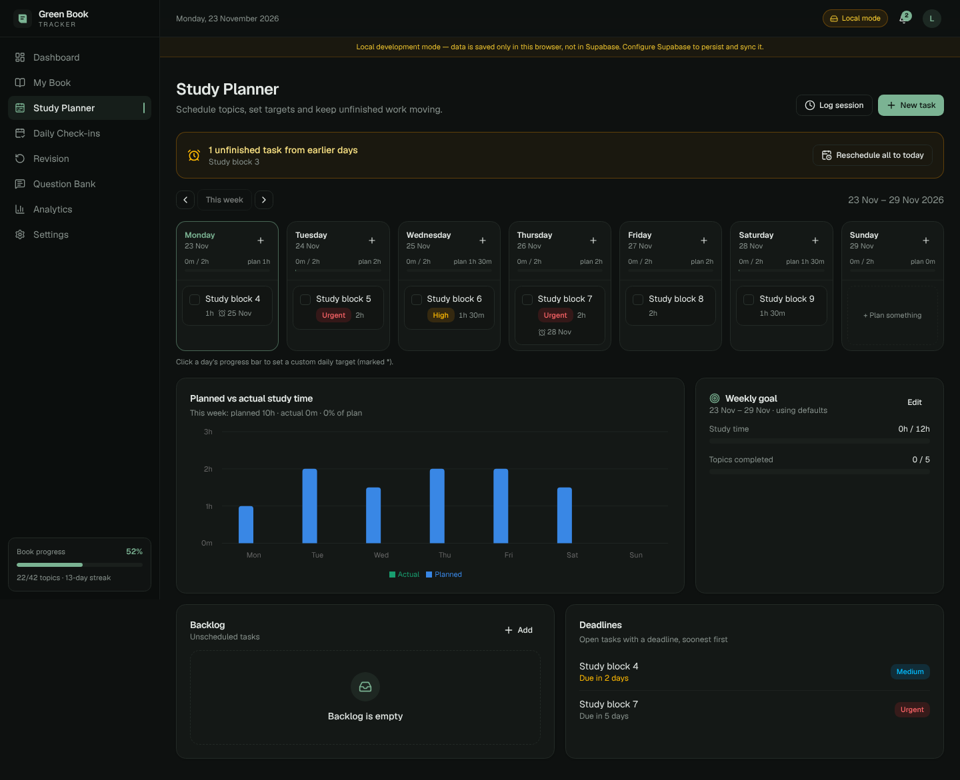 Green Book
TRACKER
Monday, 23 November 2026
Local mode
2
L
Local development mode — data is saved only in this browser, not in Supabase. Configure Supabase to persist and sync it.
Dashboard
My Book
Study Planner
Daily Check-ins
Revision
Question Bank
Analytics
Settings
Book progress
52%
22/42 topics · 13-day streak
Study Planner
Schedule topics, set targets and keep unfinished work moving.
Log session
New task
1 unfinished task from earlier days
Study block 3
Reschedule all to today
This week
23 Nov – 29 Nov 2026
Monday
23 Nov
0m / 2h
plan 1h
Study block 4
1h
25 Nov
Tuesday
24 Nov
0m / 2h
plan 2h
Study block 5
Urgent
2h
Wednesday
25 Nov
0m / 2h
plan 1h 30m
Study block 6
High
1h 30m
Thursday
26 Nov
0m / 2h
plan 2h
Study block 7
Urgent
2h
28 Nov
Friday
27 Nov
0m / 2h
plan 2h
Study block 8
2h
Saturday
28 Nov
0m / 2h
plan 1h 30m
Study block 9
1h 30m
Sunday
29 Nov
0m / 2h
plan 0m
+ Plan something
Click a day's progress bar to set a custom daily target (marked *).
Planned vs actual study time
This week: planned 10h · actual 0m · 0% of plan
3h
2h
1h
0m
Mon
Tue
Wed
Thu
Fri
Sat
Sun
Actual
Planned
Weekly goal
23 Nov – 29 Nov · using defaults
Edit
Study time
0h / 12h
Topics completed
0 / 5
Backlog
Unscheduled tasks
Add
Backlog is empty
Deadlines
Open tasks with a deadline, soonest first
Study block 4
Due in 2 days
Medium
Study block 7
Due in 5 days
Urgent